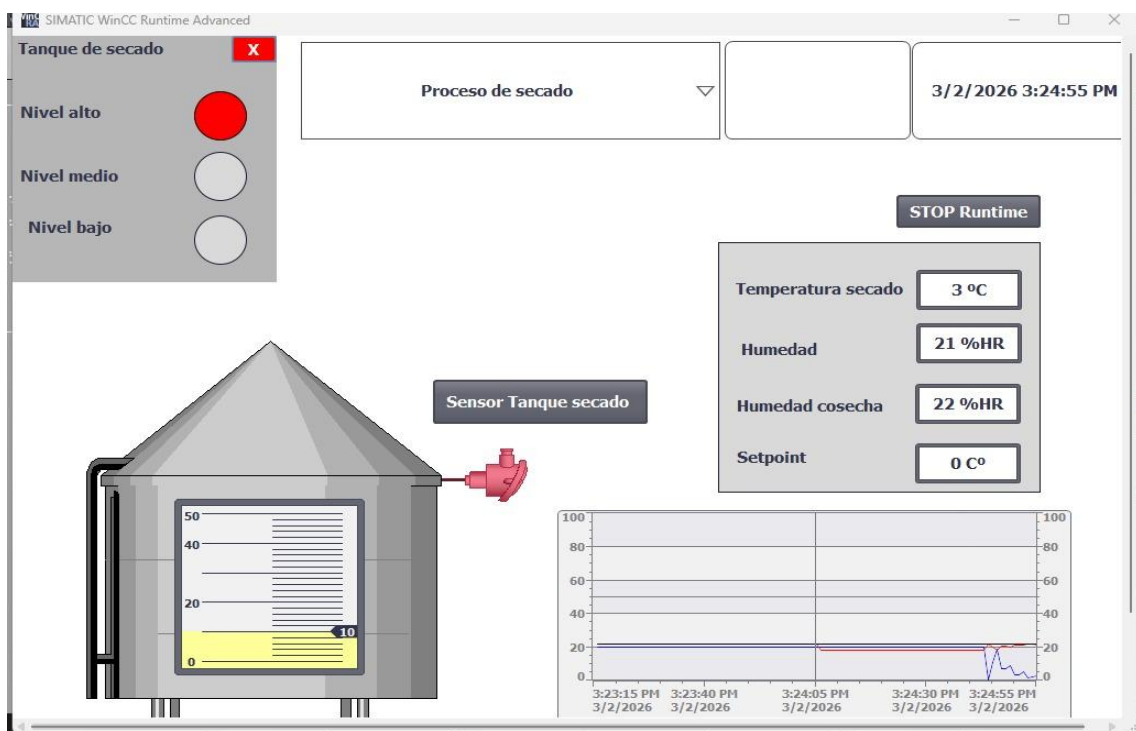 SIMATIC WinCC Runtime Advanced
Tanque de secado
X
Nivel alto
Nivel medio
Nivel bajo
Proceso de secado
3/2/2026 3:24:55 PM
STOP Runtime
Temperatura secado 3 ºC
Humedad 21 %HR
Humedad cosecha 22 %HR
Setpoint 0 Cº
Sensor Tanque secado
50
40
20
10
0
100 100
80 80
60 60
40 40
20 20
0 0
3:23:15 PM 3:23:40 PM 3:24:05 PM 3:24:30 PM 3:24:55 PM
3/2/2026 3/2/2026 3/2/2026 3/2/2026 3/2/2026